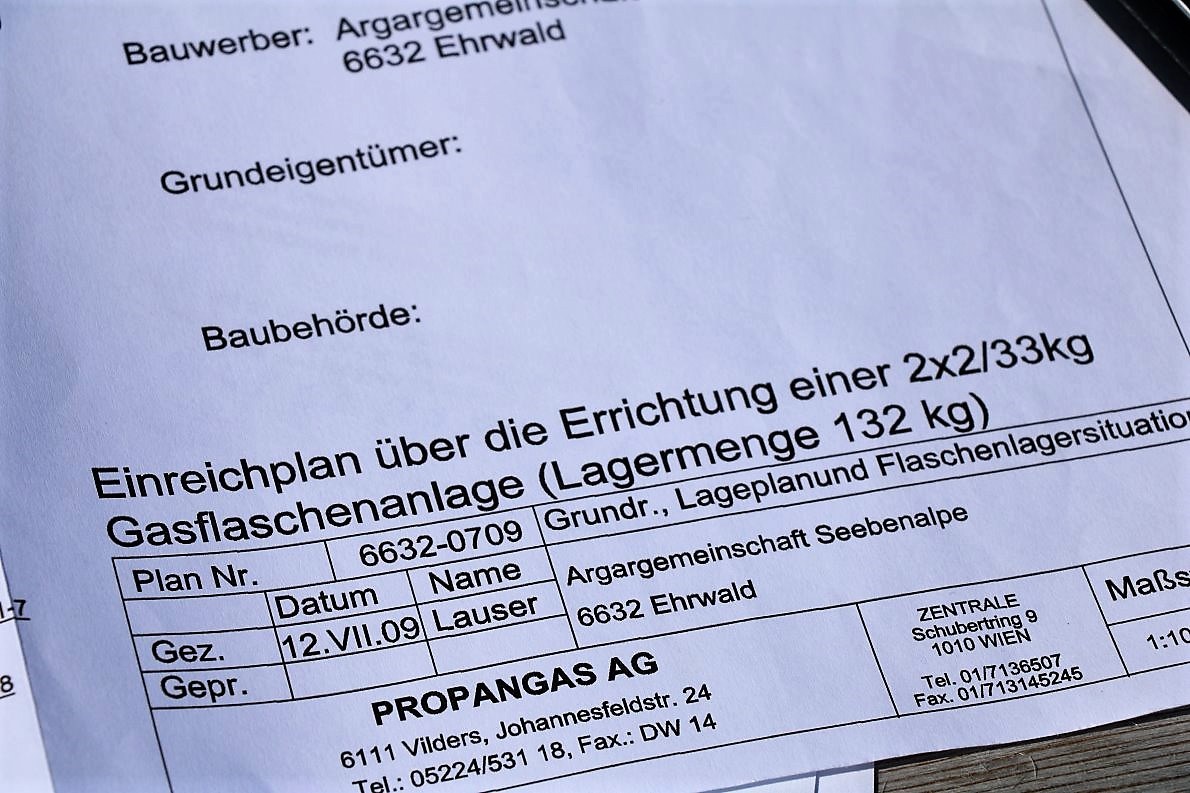 Bauwerber: Argargemeinscha
6632 Ehrwald
Grundeigentümer:
Baubehörde:
Einreichplan über die Errichtung einer 2x2/33kg
Gasflaschenanlage (Lagermenge 132 kg)
Plan Nr. 6632-0709 Grundr., Lageplanund Flaschenlagersituation
Datum Name
Gez. 12.VII.09 Lauser
Gepr.
Argargemeinschaft Seebenalpe
6632 Ehrwald
PROPANGAS AG
6111 Vilders, Johannesfeldstr. 24
Tel.: 05224/531 18, Fax.: DW 14
ZENTRALE
Schubertring 9
1010 WIEN
Tel. 01/7136507
Fax. 01/713145245
Maßs
1:10
-7
8